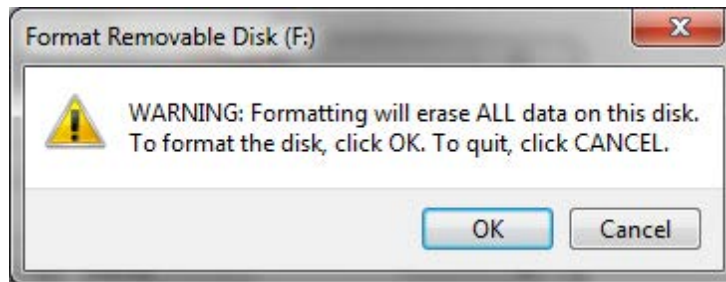 Format Removable Disk (F:)
WARNING: Formatting will erase ALL data on this disk.
To format the disk, click OK. To quit, click CANCEL.
OK
Cancel